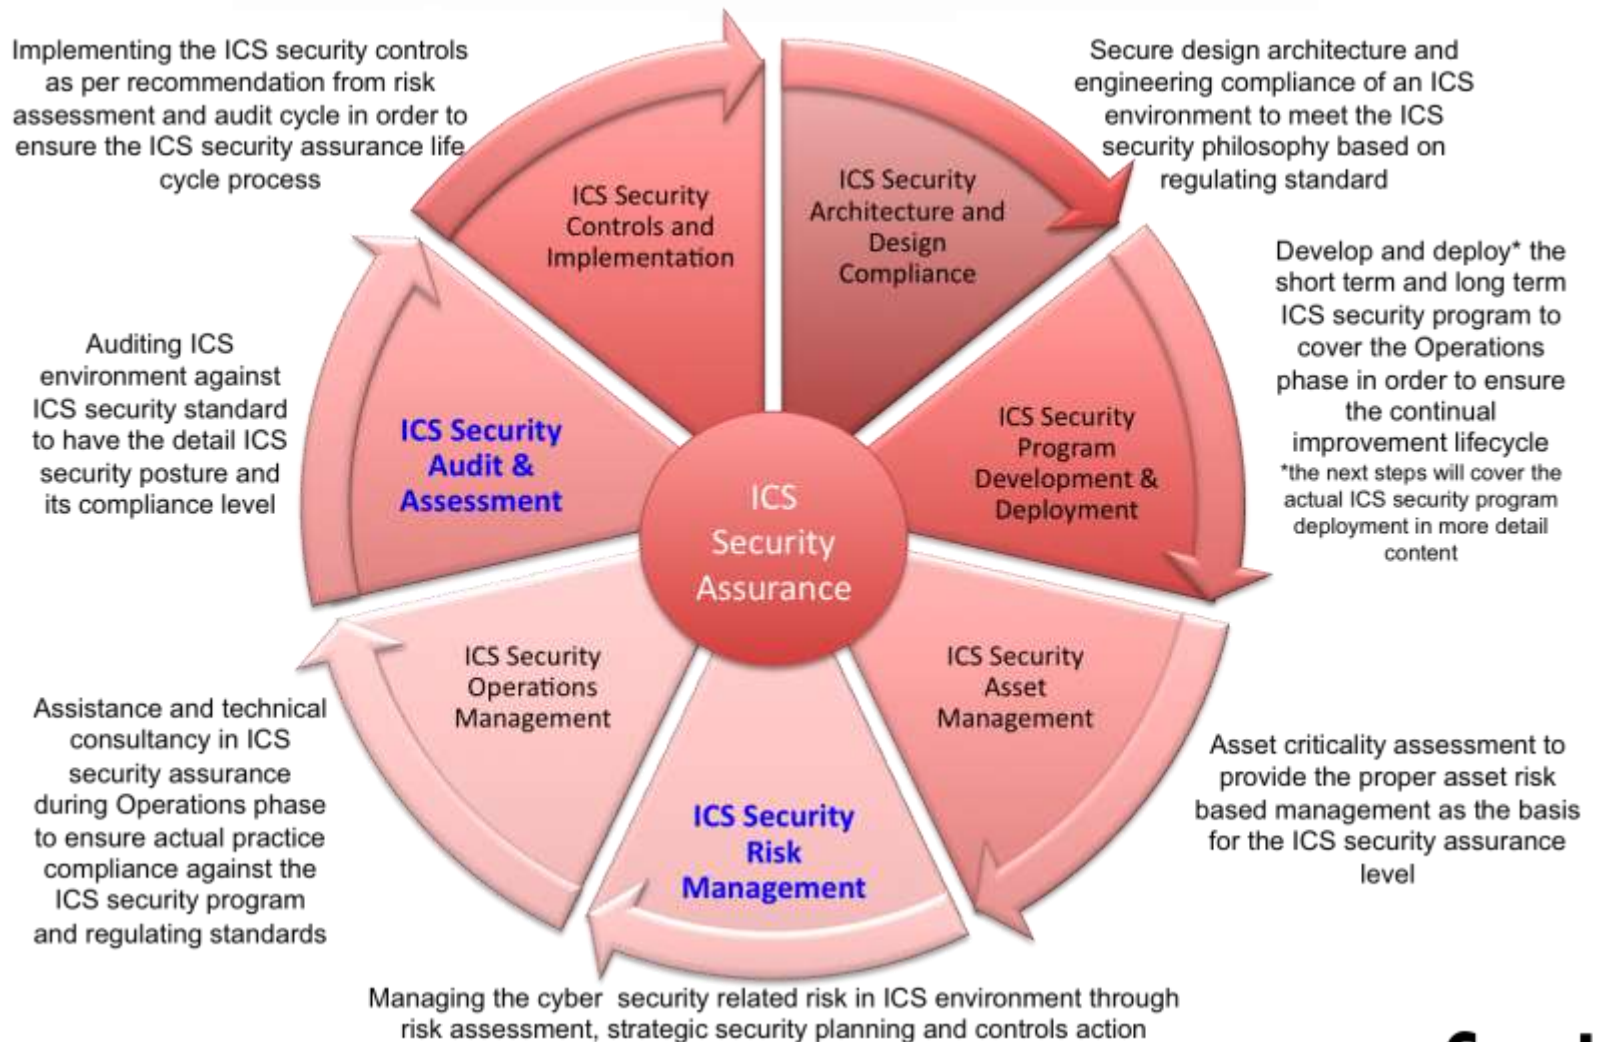 Implementing the ICS security controls
as per recommendation from risk
assessment and audit cycle in order to
ensure the ICS security assurance life
cycle process
Secure design architecture and
engineering compliance of an ICS
environment to meet the ICS
security philosophy based on
regulating standard
ICS Security
Controls and
Implementation
ICS Security
Architecture and
Design
Compliance
Develop and deploy* the
short term and long term
ICS security program to
cover the Operations
phase in order to ensure
the continual
improvement lifecycle
*the next steps will cover the
actual ICS security program
deployment in more detail
content
Auditing ICS
environment against
ICS security standard
to have the detail ICS
security posture and
its compliance level
ICS Security
Audit &
Assessment
ICS Security
Program
Development &
Deployment
ICS
Security
Assurance
ICS Security
Operations
Management
ICS Security
Asset
Management
Assistance and technical
consultancy in ICS
security assurance
during Operations phase
to ensure actual practice
compliance against the
ICS security program
and regulating standards
ICS Security
Risk
Management
Asset criticality assessment to
provide the proper asset risk
based management as the basis
for the ICS security assurance
level
Managing the cyber  security related risk in ICS environment through
risk assessment, strategic security planning and controls action